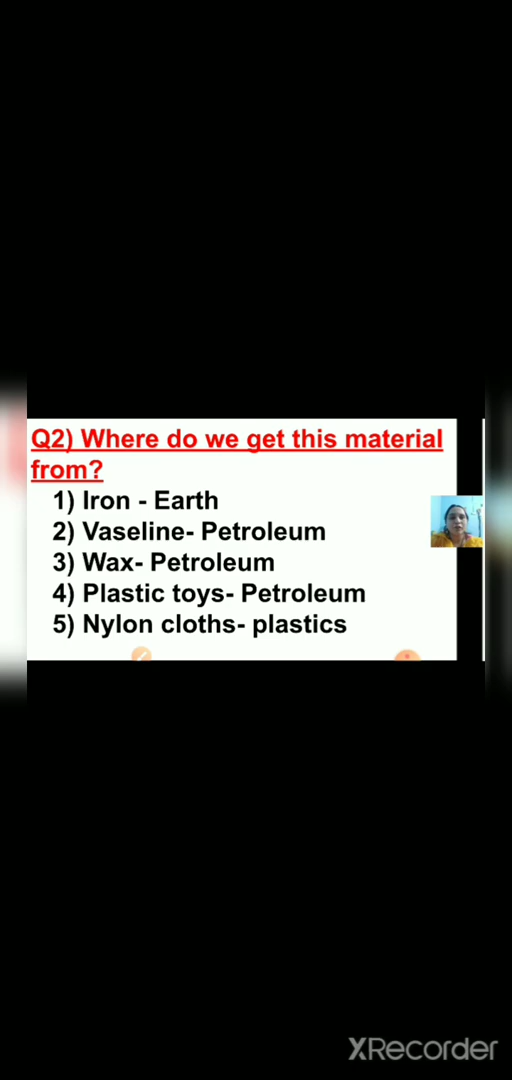 Q2) Where do we get this material
from?
1) Iron - Earth
2) Vaseline- Petroleum
3) Wax- Petroleum
4) Plastic toys- Petroleum
5) Nylon cloths- plastics
XRecorder